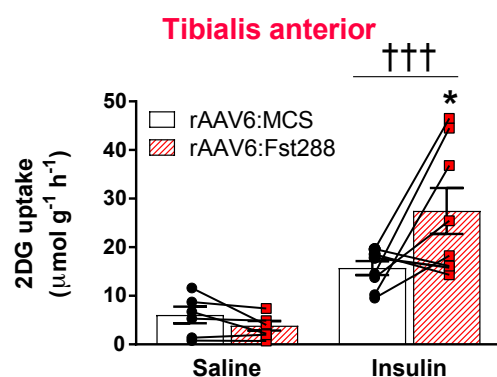 Tibialis anterior
†††
*
rAAV6:MCS
rAAV6:Fst288
2DG uptake
(μmol g⁻¹ h⁻¹)
50
40
30
20
10
0
Saline Insulin